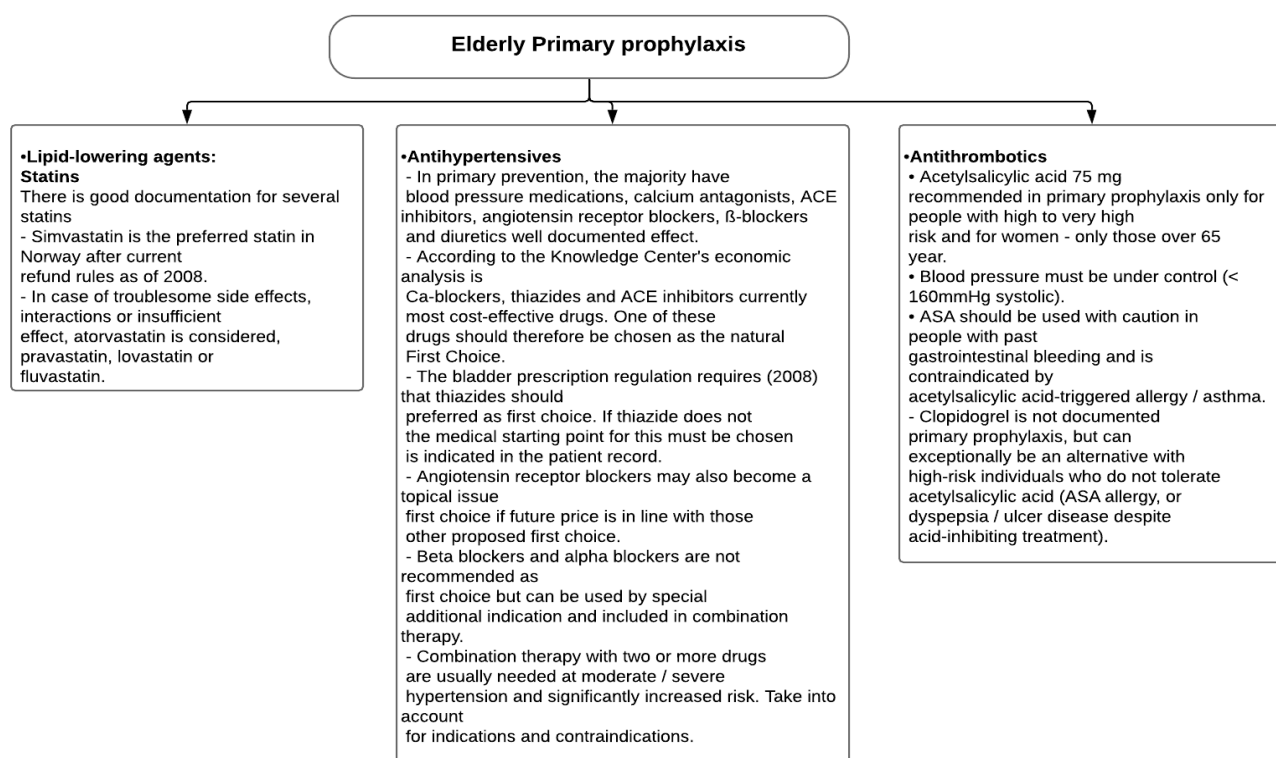 Elderly Primary prophylaxis
•Lipid-lowering agents:
Statins
There is good documentation for several
statins
- Simvastatin is the preferred statin in
Norway after current
refund rules as of 2008.
- In case of troublesome side effects,
interactions or insufficient
effect, atorvastatin is considered,
pravastatin, lovastatin or
fluvastatin.
•Antihypertensives
- In primary prevention, the majority have
blood pressure medications, calcium antagonists, ACE
inhibitors, angiotensin receptor blockers, ß-blockers
and diuretics well documented effect.
- According to the Knowledge Center's economic
analysis is
Ca-blockers, thiazides and ACE inhibitors currently
most cost-effective drugs. One of these
drugs should therefore be chosen as the natural
First Choice.
- The bladder prescription regulation requires (2008)
that thiazides should
preferred as first choice. If thiazide does not
the medical starting point for this must be chosen
is indicated in the patient record.
- Angiotensin receptor blockers may also become a
topical issue
first choice if future price is in line with those
other proposed first choice.
- Beta blockers and alpha blockers are not
recommended as
first choice but can be used by special
additional indication and included in combination
therapy.
- Combination therapy with two or more drugs
are usually needed at moderate / severe
hypertension and significantly increased risk. Take into
account
for indications and contraindications.
•Antithrombotics
• Acetylsalicylic acid 75 mg
recommended in primary prophylaxis only for
people with high to very high
risk and for women - only those over 65
year.
• Blood pressure must be under control (<
160mmHg systolic).
• ASA should be used with caution in
people with past
gastrointestinal bleeding and is
contraindicated by
acetylsalicylic acid-triggered allergy / asthma.
- Clopidogrel is not documented
primary prophylaxis, but can
exceptionally be an alternative with
high-risk individuals who do not tolerate
acetylsalicylic acid (ASA allergy, or
dyspepsia / ulcer disease despite
acid-inhibiting treatment).